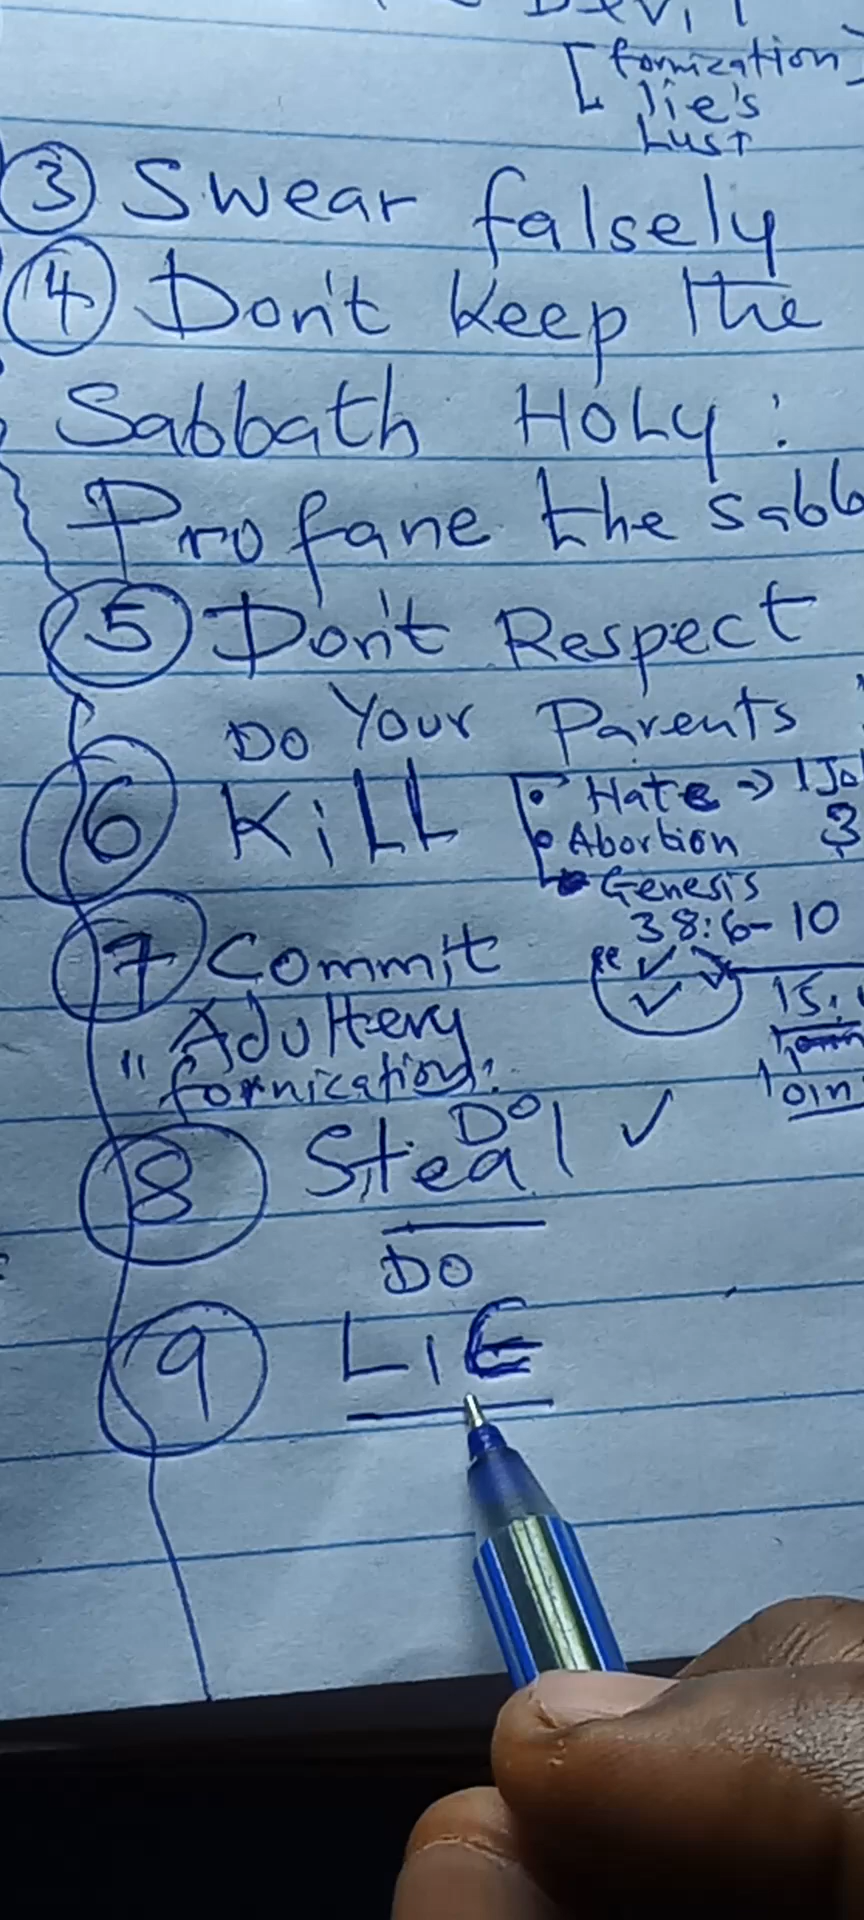 [fornization]
lie's
Lust
③ Swear falsely
④ Don't Keep the
Sabbath HOLy:
Profane the sabb
⑤ Don't Respect
Do Your Parents
⑥ KiLL [• Hate → 1 Jo
• Abortion 3
• Genesis
38:6-10
⑦ Commit
Adultery
" fornication:
Do
⑧ Steal ✓
DO
⑨ LiE